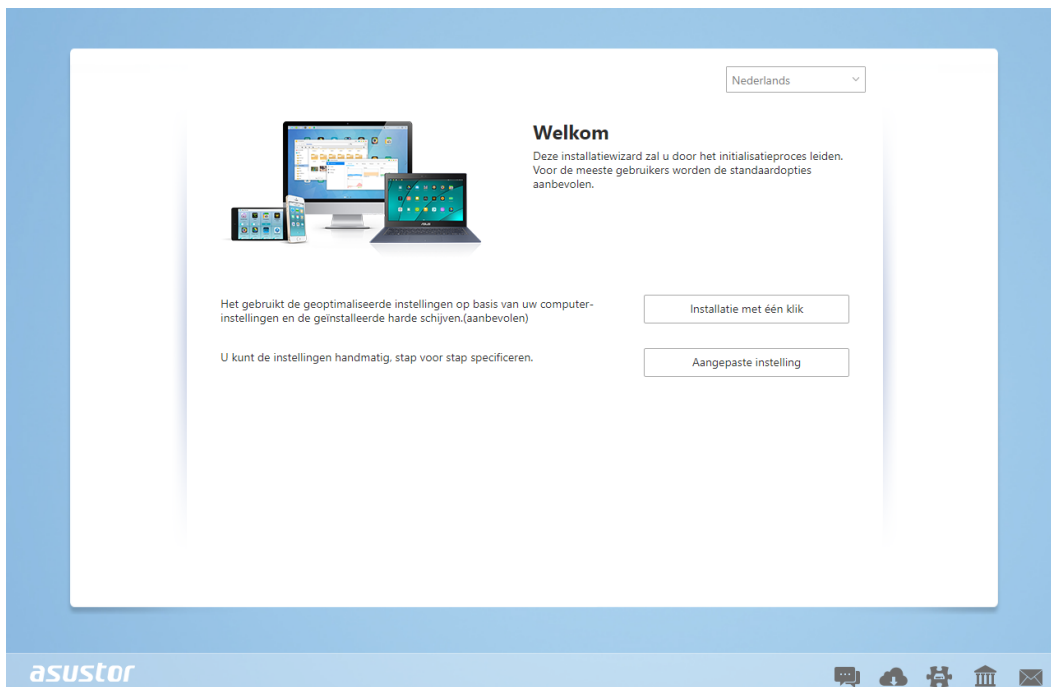 Nederlands
Welkom
Deze installatiewizard zal u door het initialisatieproces leiden.
Voor de meeste gebruikers worden de standaardopties
aanbevolen.
Het gebruikt de geoptimaliseerde instellingen op basis van uw computer-
instellingen en de geïnstalleerde harde schijven.(aanbevolen)
Installatie met één klik
U kunt de instellingen handmatig, stap voor stap specificeren.
Aangepaste instelling
asustor